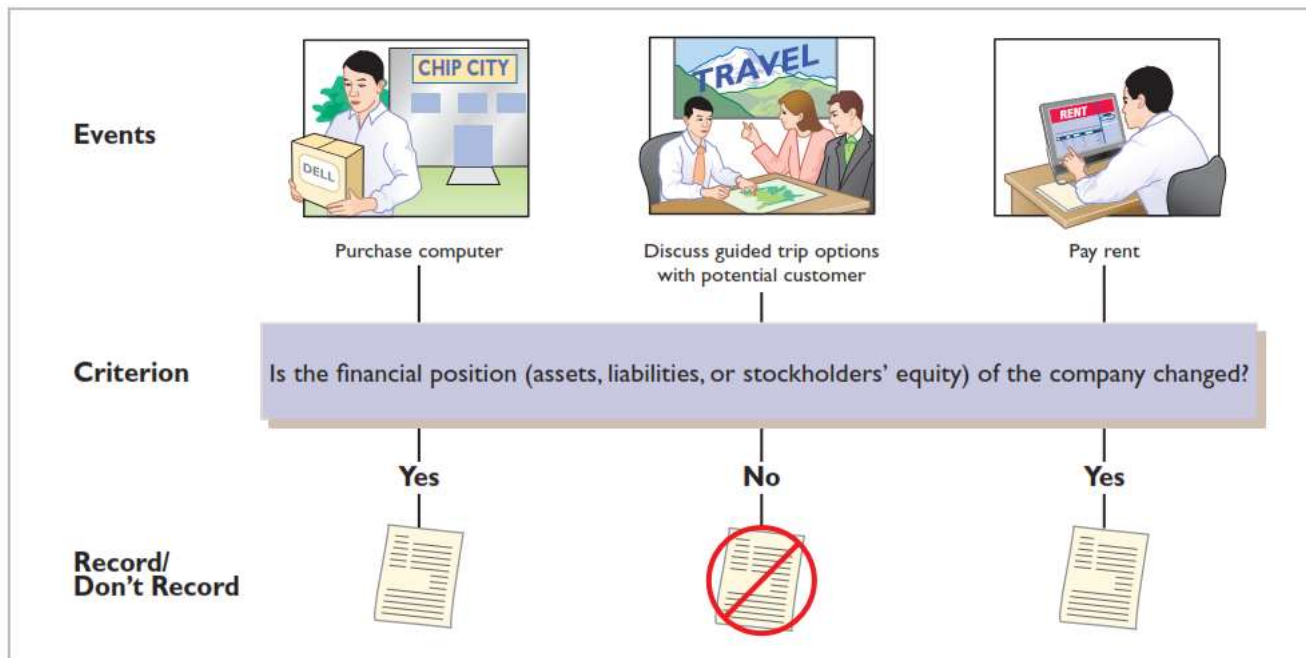 Events
CHIP CITY
DELL
TRAVEL
RENT
Purchase computer
Discuss guided trip options
with potential customer
Pay rent
Criterion
Is the financial position (assets, liabilities, or stockholders’ equity) of the company changed?
Yes
No
Yes
Record/
Don’t Record